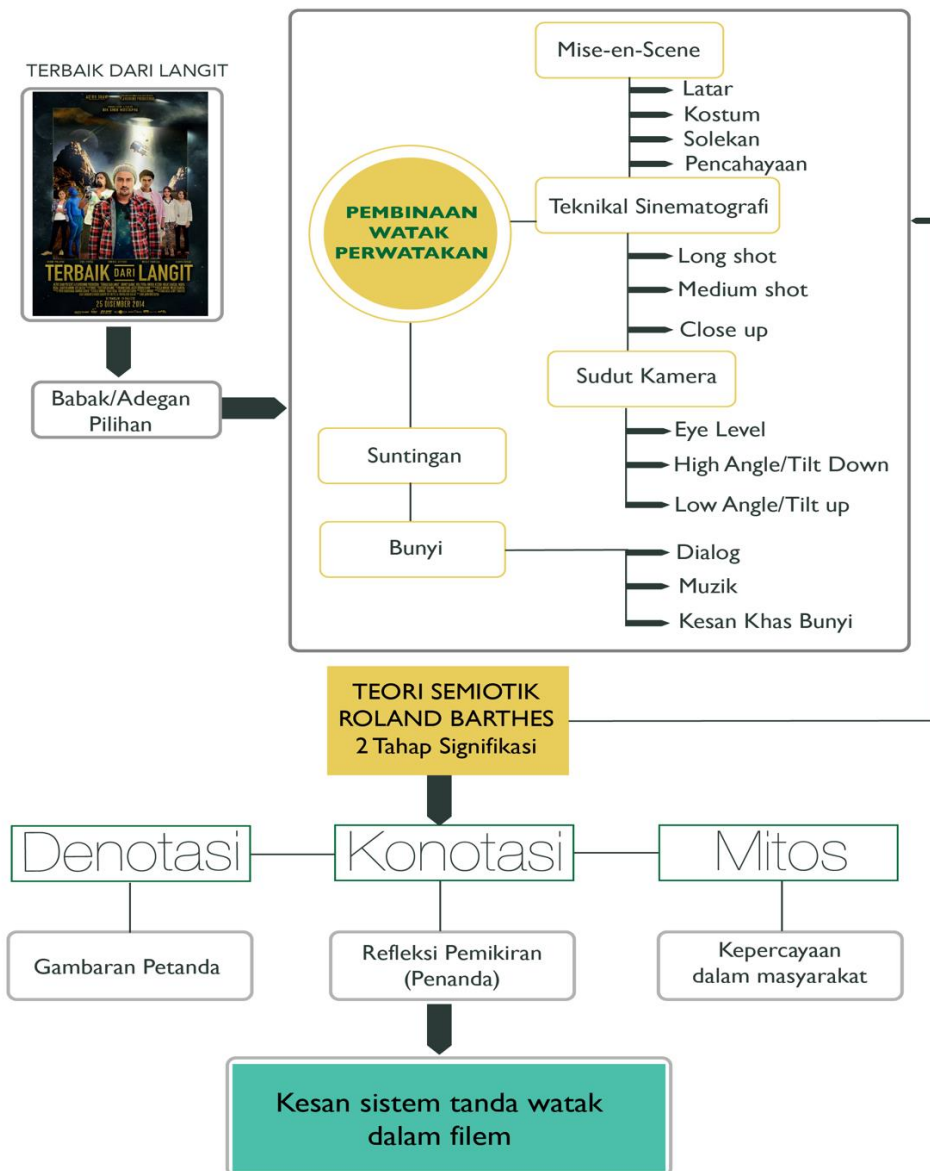 TERBAIK DARI LANGIT
TERBAIK DARI LANGIT
25 DISEMBER 2014
Babak/Adegan
Pilihan
PEMBINAAN
WATAK
PERWATAKAN
Mise-en-Scene
Latar
Kostum
Solekan
Pencahayaan
Teknikal Sinematografi
Long shot
Medium shot
Close up
Sudut Kamera
Eye Level
High Angle/Tilt Down
Low Angle/Tilt up
Suntingan
Bunyi
Dialog
Muzik
Kesan Khas Bunyi
TEORI SEMIOTIK
ROLAND BARTHES
2 Tahap Signifikasi
Denotasi
Konotasi
Mitos
Gambaran Petanda
Refleksi Pemikiran
(Penanda)
Kepercayaan
dalam masyarakat
Kesan sistem tanda watak
dalam filem